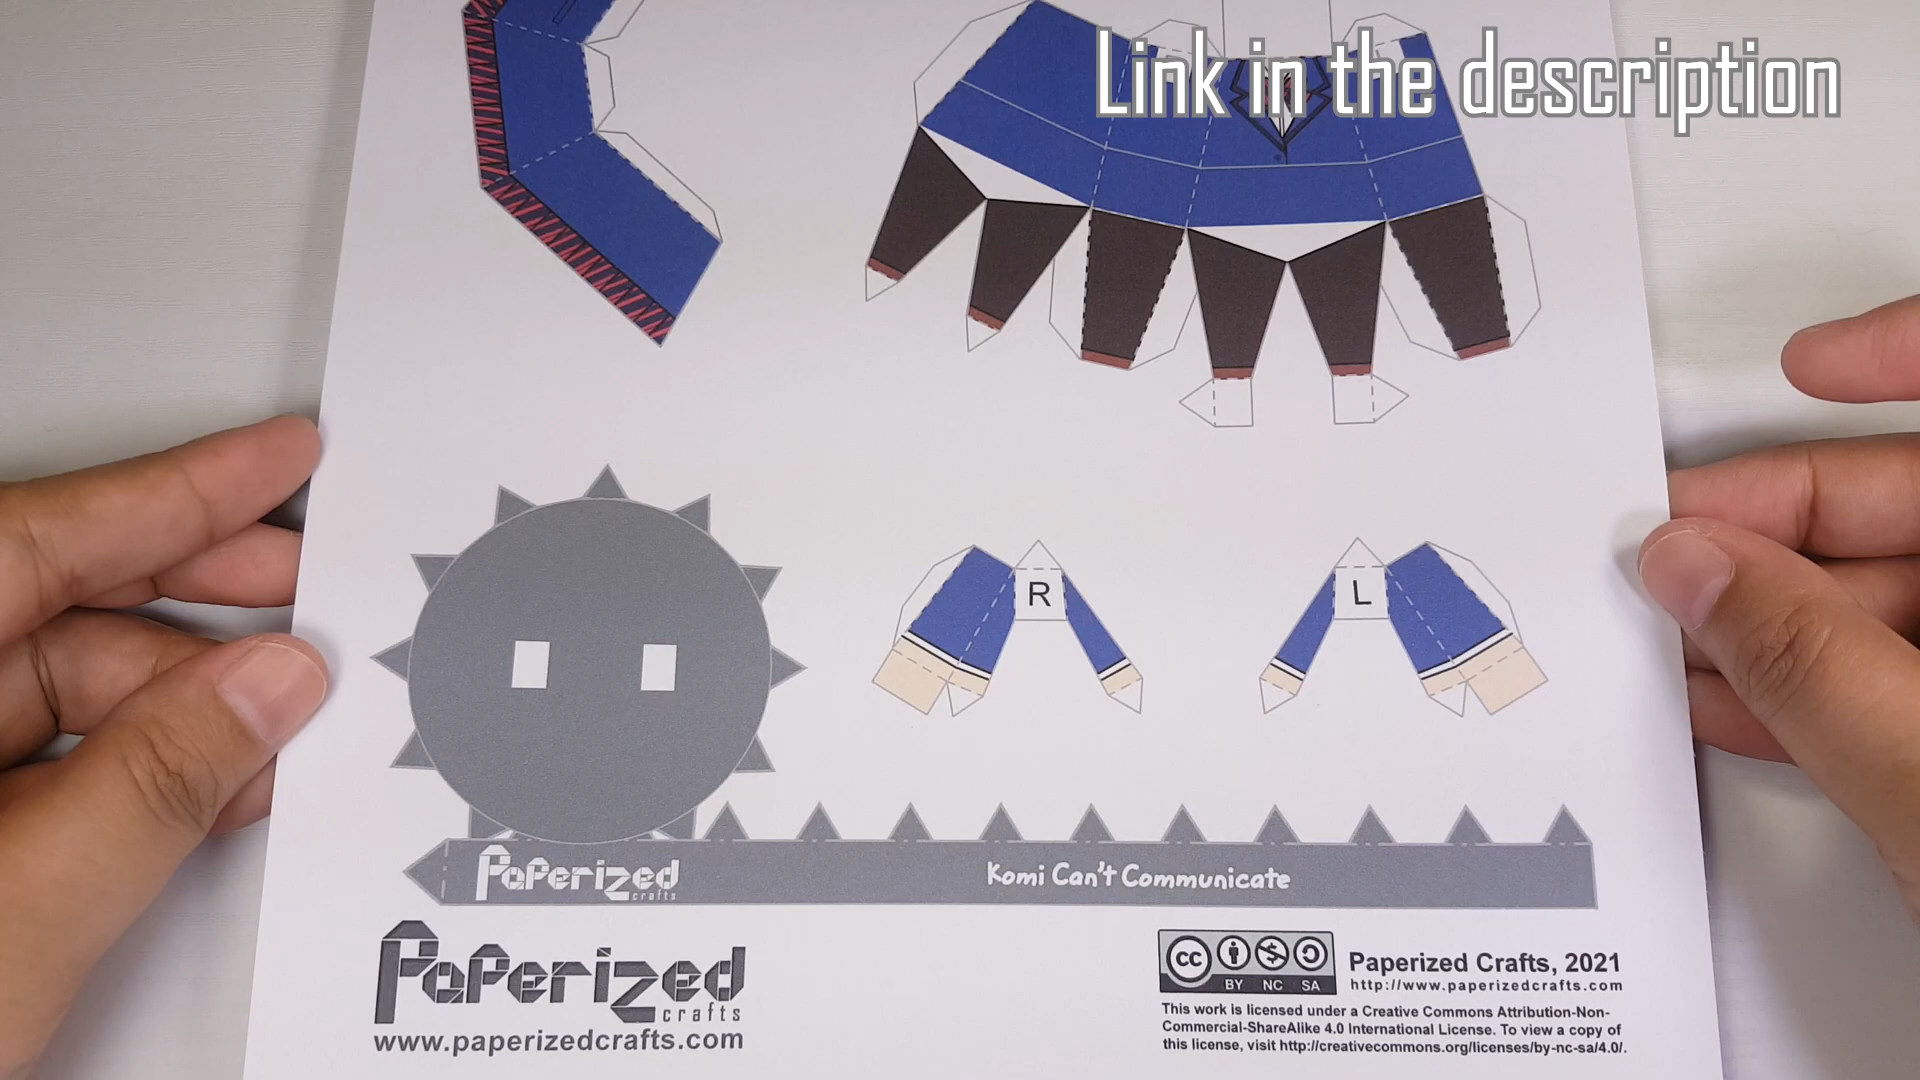 Link in the description
R
L
Paperized
crafts
Komi Can't Communicate
Paperized
crafts
www.paperizedcrafts.com
CC
BY NC SA
Paperized Crafts, 2021
http://www.paperizedcrafts.com
This work is licensed under a Creative Commons Attribution-Non-
Commercial-ShareAlike 4.0 International License. To view a copy of
this license, visit http://creativecommons.org/licenses/by-nc-sa/4.0/.